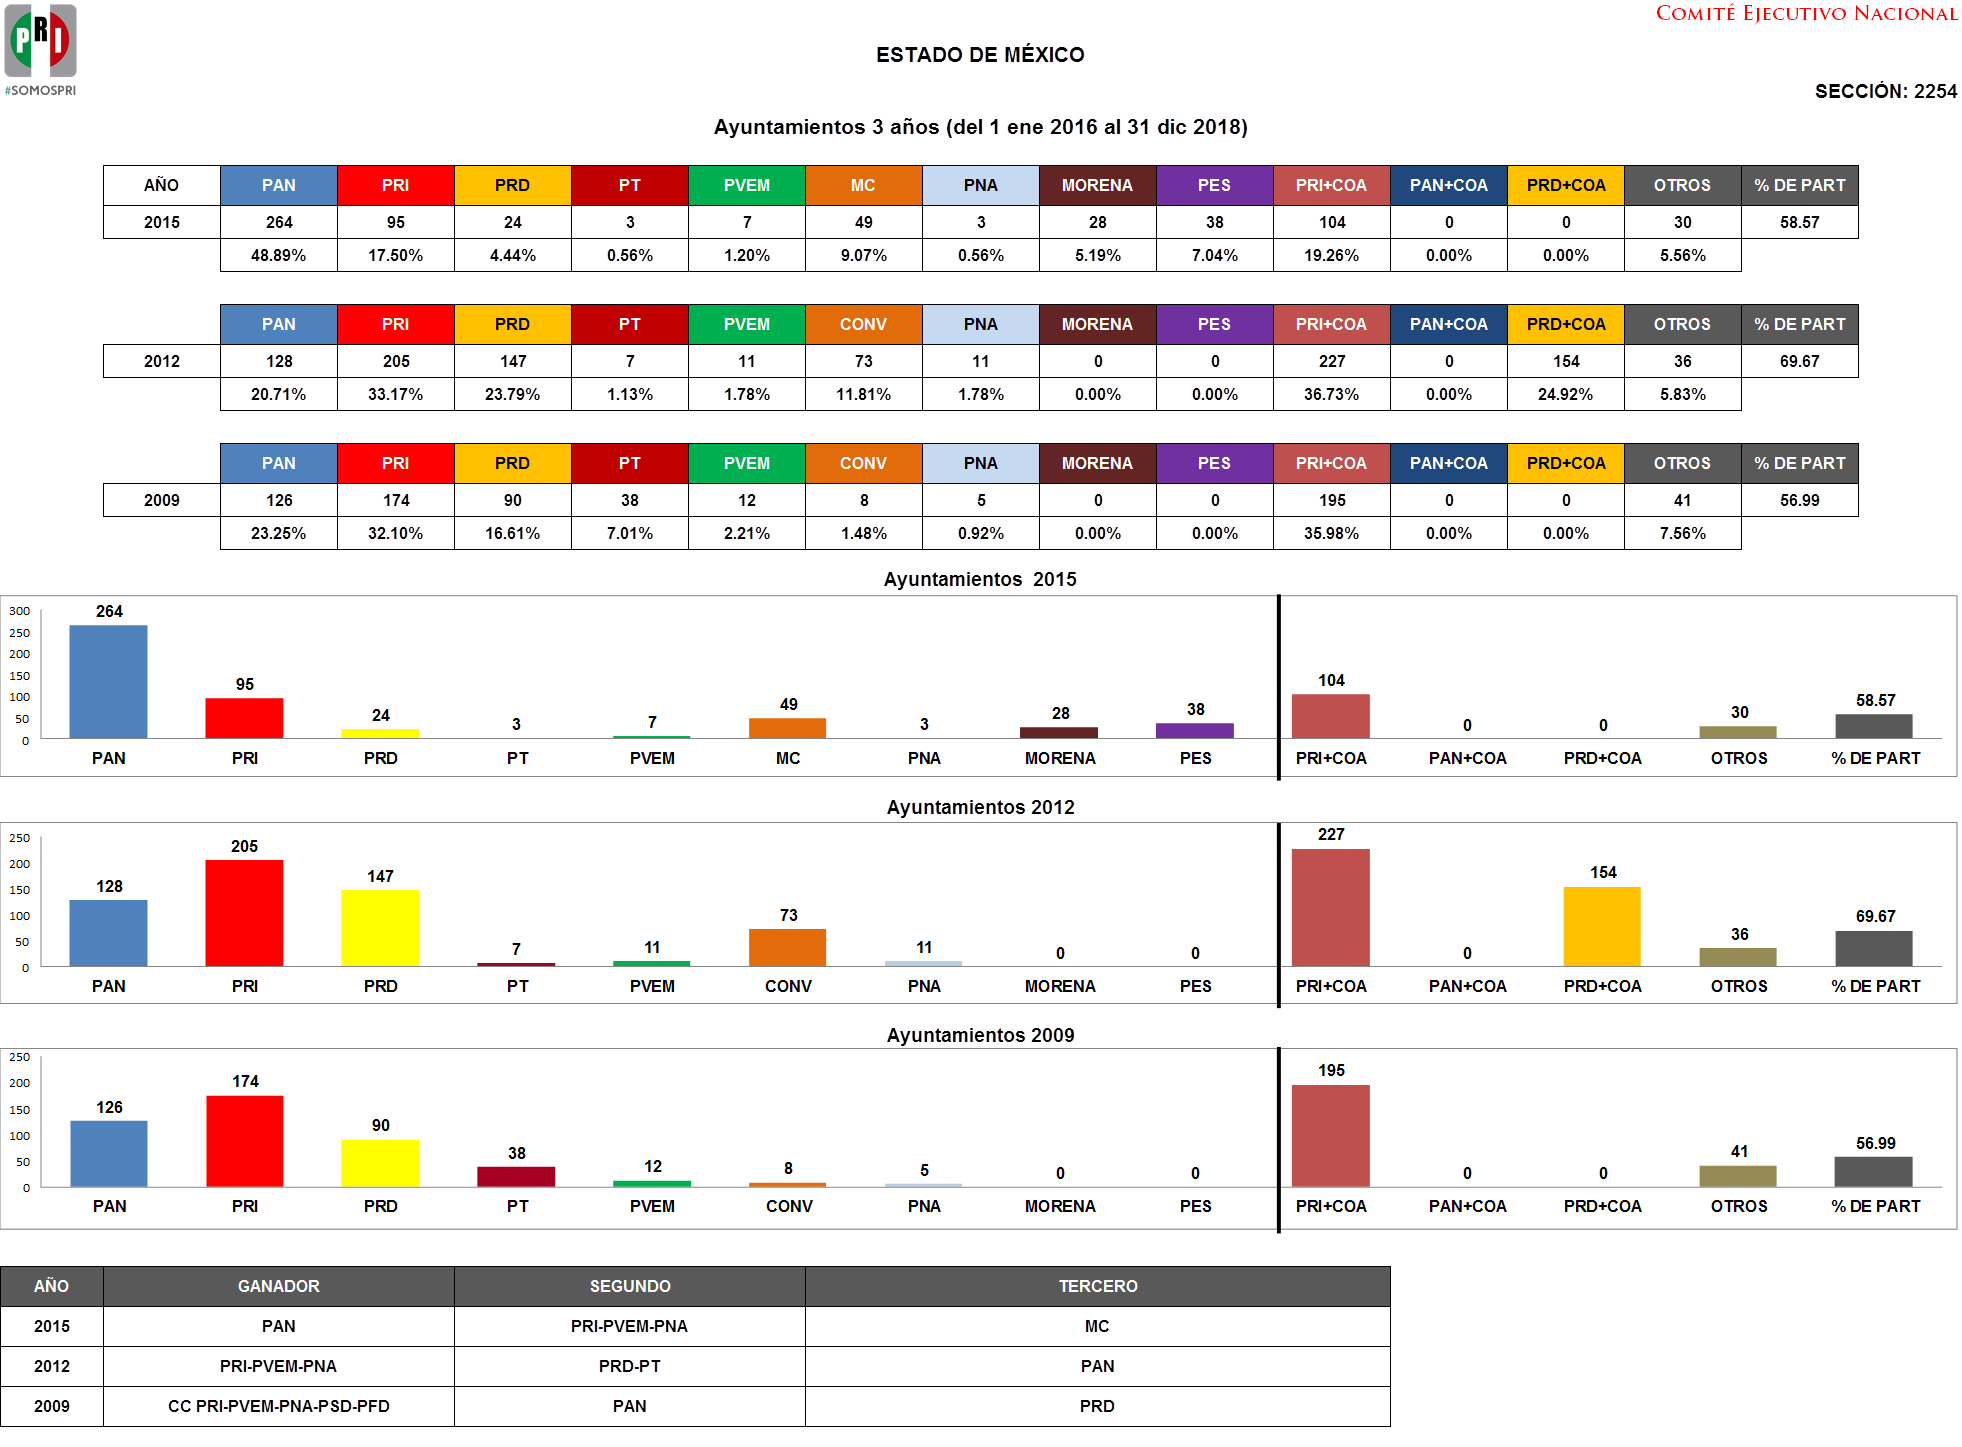 PRI
#SOMOSPRI
COMITÉ EJECUTIVO NACIONAL
ESTADO DE MÉXICO
SECCIÓN: 2254
Ayuntamientos 3 años (del 1 ene 2016 al 31 dic 2018)
AÑO PAN PRI PRD PT PVEM MC PNA MORENA PES PRI+COA PAN+COA PRD+COA OTROS % DE PART
2015 264 95 24 3 7 49 3 28 38 104 0 0 30 58.57
48.89% 17.50% 4.44% 0.56% 1.20% 9.07% 0.56% 5.19% 7.04% 19.26% 0.00% 0.00% 5.56%
PAN PRI PRD PT PVEM CONV PNA MORENA PES PRI+COA PAN+COA PRD+COA OTROS % DE PART
2012 128 205 147 7 11 73 11 0 0 227 0 154 36 69.67
20.71% 33.17% 23.79% 1.13% 1.78% 11.81% 1.78% 0.00% 0.00% 36.73% 0.00% 24.92% 5.83%
PAN PRI PRD PT PVEM CONV PNA MORENA PES PRI+COA PAN+COA PRD+COA OTROS % DE PART
2009 126 174 90 38 12 8 5 0 0 195 0 0 41 56.99
23.25% 32.10% 16.61% 7.01% 2.21% 1.48% 0.92% 0.00% 0.00% 35.98% 0.00% 0.00% 7.56%
Ayuntamientos 2015
300
250
200
150
100
50
0
264 95 24 3 7 49 3 28 38 104 0 0 30 58.57
PAN PRI PRD PT PVEM MC PNA MORENA PES PRI+COA PAN+COA PRD+COA OTROS % DE PART
Ayuntamientos 2012
250
200
150
100
50
0
128 205 147 7 11 73 11 0 0 227 0 154 36 69.67
PAN PRI PRD PT PVEM CONV PNA MORENA PES PRI+COA PAN+COA PRD+COA OTROS % DE PART
Ayuntamientos 2009
250
200
150
100
50
0
126 174 90 38 12 8 5 0 0 195 0 0 41 56.99
PAN PRI PRD PT PVEM CONV PNA MORENA PES PRI+COA PAN+COA PRD+COA OTROS % DE PART
AÑO GANADOR SEGUNDO TERCERO
2015 PAN PRI-PVEM-PNA MC
2012 PRI-PVEM-PNA PRD-PT PAN
2009 CC PRI-PVEM-PNA-PSD-PFD PAN PRD